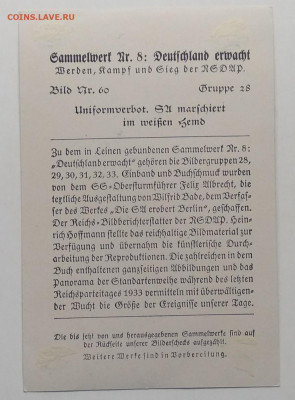 COINS.LAVE.RU
Sammelwerk Nr. 8: Deutschland erwacht
Werden, Kampf und Sieg der NSDAP.
Bild Nr. 60 Gruppe 28
Uniformverbot. SA marschiert
im weißen Hemd
Zu dem in Leinen gebundenen Sammelwerk Nr. 8:
„Deutschland erwacht“ gehören die Bildergruppen 28,
29, 30, 31, 32, 33. Einband und Buchschmuck wurden
von dem SS-Obersturmführer Felix Albrecht, die
textliche Ausgestaltung von Wilfrid Bade, dem Verfas-
ser des Werkes „Die SA erobert Berlin“, geschaffen.
Der Reichs-Bildberichterstatter der NSDAP. Hein-
rich Hoffmann stellte das reichhaltige Bildmaterial zur
Verfügung und übernahm die künstlerische Durch-
arbeitung der Reproduktionen. Die zahlreichen in dem
Buch enthaltenen ganzseitigen Abbildungen und das
Panorama der Standartenweihe während des letzten
Reichsparteitages 1933 vermitteln mit überwältigen-
der Wucht die Größe der Ereignisse unserer Tage.
Die bis jetzt von uns herausgegebenen Sammelwerke sind auf
der Rückseite unserer Bilderschecks aufgezählt.
Weitere Werke sind in Vorbereitung.